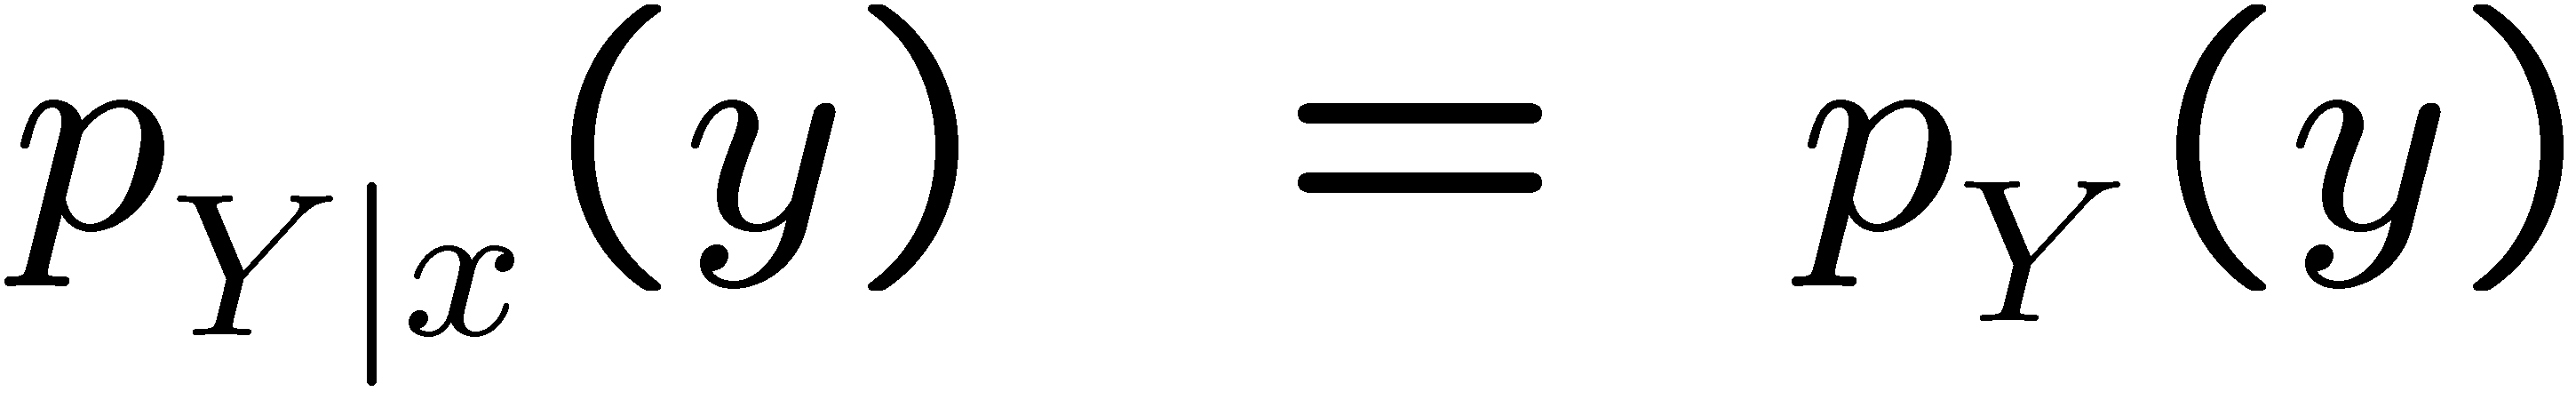 p_{Y|x}(y) = p_Y(y)